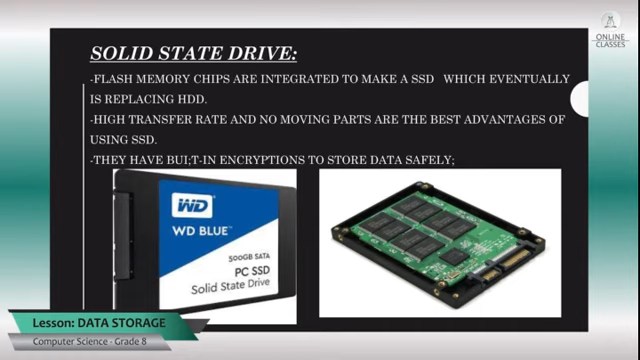 ONLINE
CLASSES
SOLID STATE DRIVE:
-FLASH MEMORY CHIPS ARE INTEGRATED TO MAKE A SSD WHICH EVENTUALLY
IS REPLACING HDD.
-HIGH TRANSFER RATE AND NO MOVING PARTS ARE THE BEST ADVANTAGES OF
USING SSD.
-THEY HAVE BUI;T-IN ENCRYPTIONS TO STORE DATA SAFELY;
WD
WD BLUE
500GB SATA
PC SSD
Solid State Drive
Lesson: DATA STORAGE
Computer Science - Grade 8